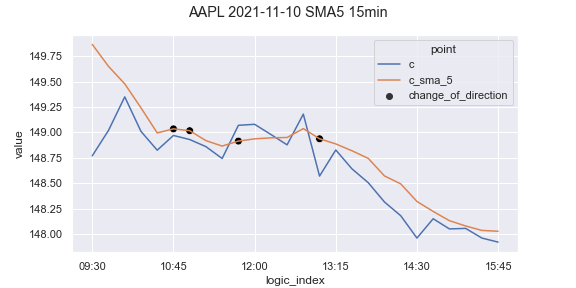 AAPL 2021-11-10 SMA5 15min
point
c
c_sma_5
change_of_direction
149.75
149.50
149.25
149.00
148.75
148.50
148.25
148.00
value
09:30 10:45 12:00 13:15 14:30 15:45
logic_index